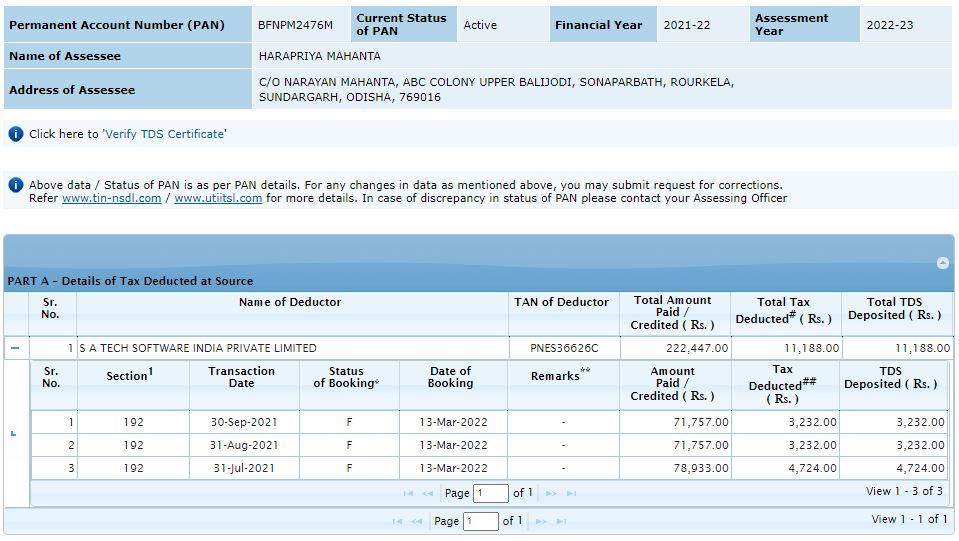 Permanent Account Number (PAN) BFNPM2476M Current Status of PAN Active Financial Year 2021-22 Assessment Year 2022-23
Name of Assessee HARAPRIYA MAHANTA
Address of Assessee C/O NARAYAN MAHANTA, ABC COLONY UPPER BALIJODI, SONAPARBATH, ROURKELA,
SUNDARGARH, ODISHA, 769016
Click here to 'Verify TDS Certificate'
Above data / Status of PAN is as per PAN details. For any changes in data as mentioned above, you may submit request for corrections.
Refer www.tin-nsdl.com / www.utiitsl.com for more details. In case of discrepancy in status of PAN please contact your Assessing Officer
PART A - Details of Tax Deducted at Source
Sr. No. Name of Deductor TAN of Deductor Total Amount Paid / Credited ( Rs. ) Total Tax Deducted# ( Rs. ) Total TDS Deposited ( Rs. )
1 S A TECH SOFTWARE INDIA PRIVATE LIMITED PNES36626C 222,447.00 11,188.00 11,188.00
Sr. No. Section1 Transaction Date Status of Booking* Date of Booking Remarks** Amount Paid / Credited ( Rs. ) Tax Deducted## ( Rs. ) TDS Deposited ( Rs. )
1 192 30-Sep-2021 F 13-Mar-2022 - 71,757.00 3,232.00 3,232.00
2 192 31-Aug-2021 F 13-Mar-2022 - 71,757.00 3,232.00 3,232.00
3 192 31-Jul-2021 F 13-Mar-2022 - 78,933.00 4,724.00 4,724.00
Page 1 of 1 View 1 - 3 of 3
Page 1 of 1 View 1 - 1 of 1